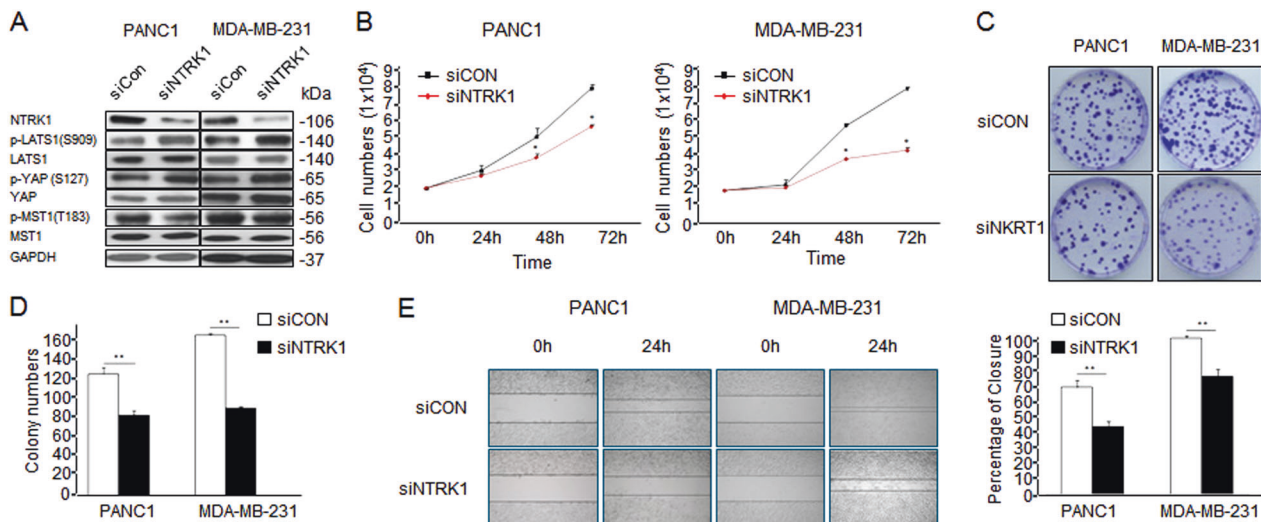 A
PANC1 MDA-MB-231
siCon siNTRK1 siCon siNTRK1 kDa
NTRK1 -106
p-LATS1(S909) -140
LATS1 -140
p-YAP (S127) -65
YAP -65
p-MST1(T183) -56
MST1 -56
GAPDH -37
B
PANC1
siCON
siNTRK1
Cell numbers (1x10⁴)
9
8
7
6
5
4
3
2
1
0
* *
0h 24h 48h 72h
Time
MDA-MB-231
siCON
siNTRK1
Cell numbers (1x10⁴)
9
8
7
6
5
4
3
2
1
0
* *
0h 24h 48h 72h
Time
C
PANC1 MDA-MB-231
siCON
siNKRT1
D
siCON
siNTRK1
Colony numbers
160
140
120
100
80
60
40
20
0
** **
PANC1 MDA-MB-231
E
PANC1 MDA-MB-231
0h 24h 0h 24h
siCON
siNTRK1
siCON
siNTRK1
Percentage of Closure
100
90
80
70
60
50
40
30
20
10
0
** **
PANC1 MDA-MB-231